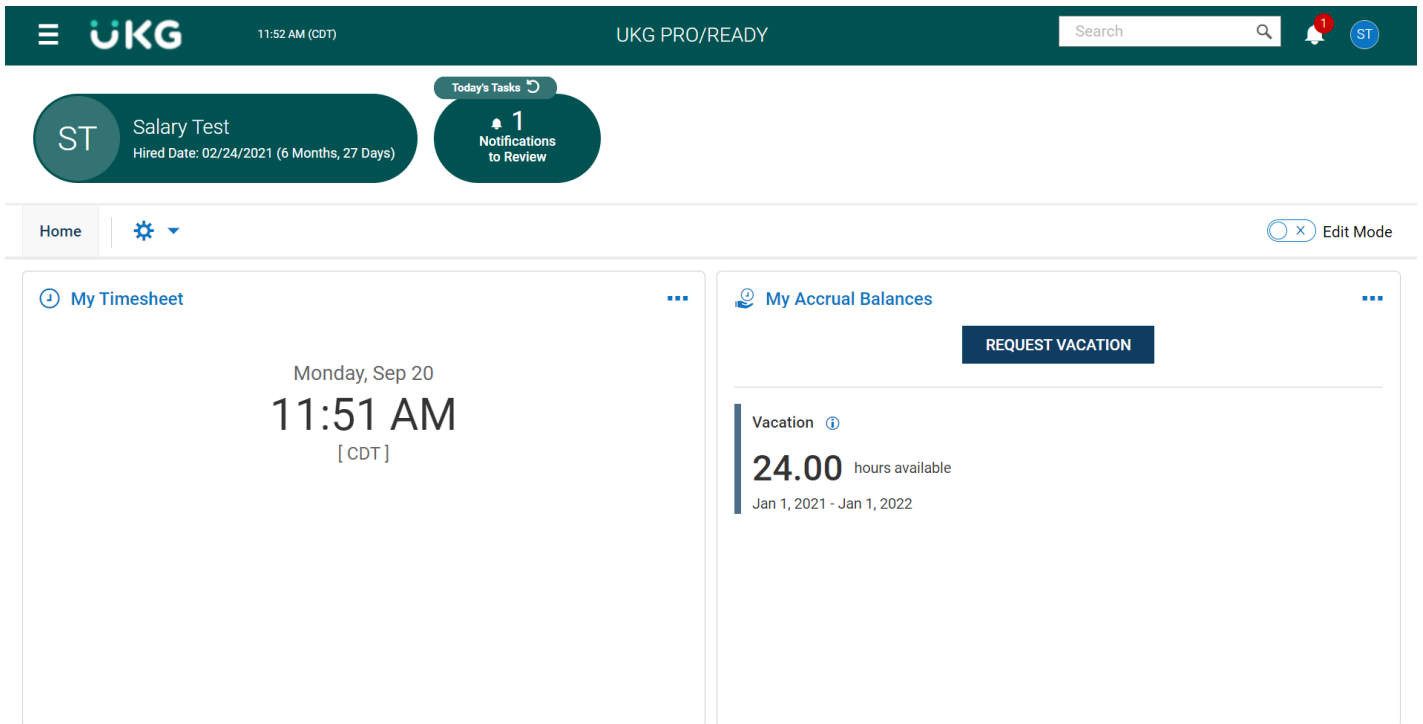 UKG
11:52 AM (CDT)
UKG PRO/READY
Search
1
ST
ST
Salary Test
Hired Date: 02/24/2021 (6 Months, 27 Days)
Today's Tasks
1
Notifications
to Review
Home
X
Edit Mode
My Timesheet
Monday, Sep 20
11:51 AM
[ CDT ]
My Accrual Balances
REQUEST VACATION
Vacation
24.00 hours available
Jan 1, 2021 - Jan 1, 2022